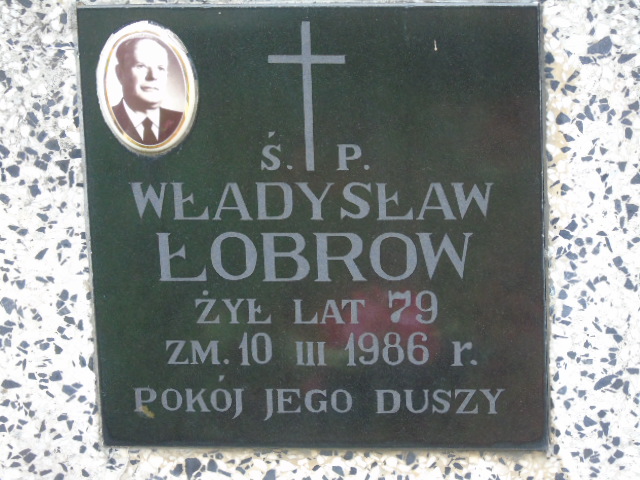 Ś. P.
WŁADYSŁAW
ŁOBROW
ŻYŁ LAT 79
ZM. 10 III 1986 r.
POKÓJ JEGO DUSZY